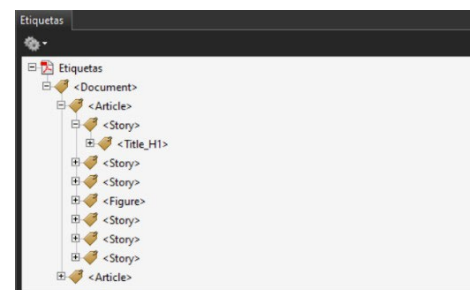 Etiquetas
Etiquetas
<Document>
<Article>
<Story>
<Title_H1>
<Story>
<Story>
<Figure>
<Story>
<Story>
<Story>
<Article>